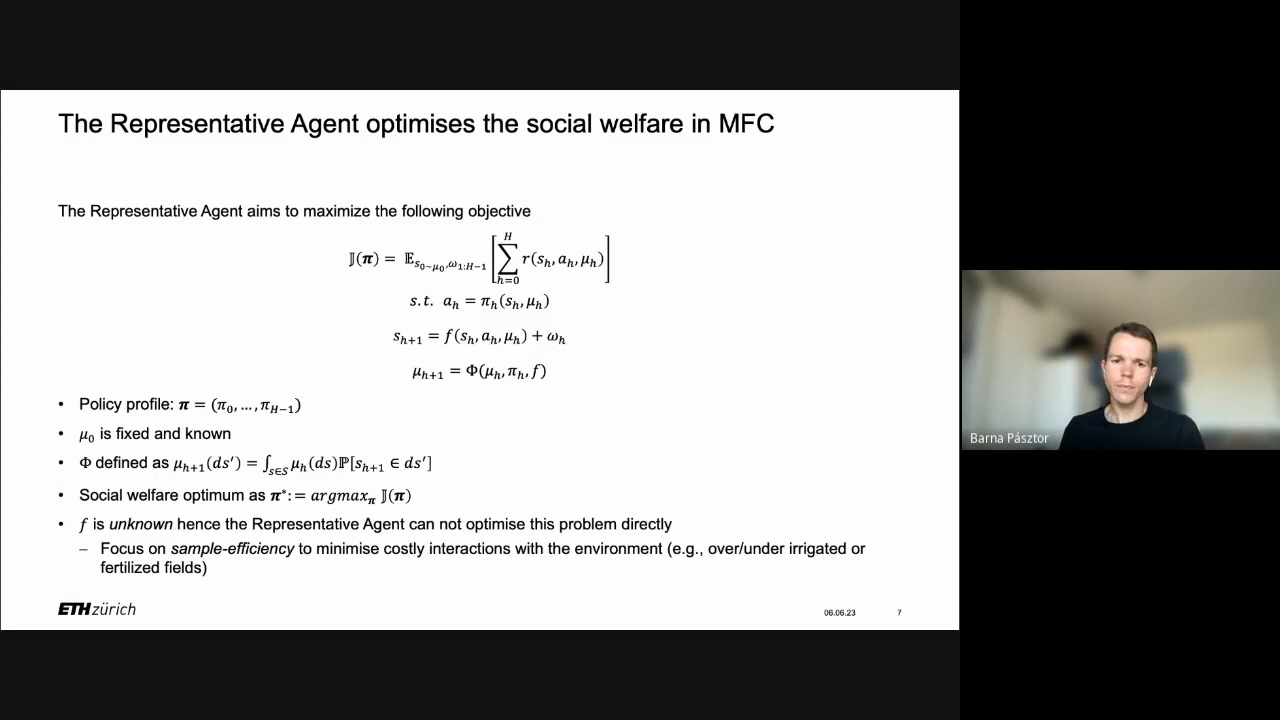 The Representative Agent optimises the social welfare in MFC
The Representative Agent aims to maximize the following objective
𝕁(π) = 𝔼_{s_0~μ_0,ω_{1:H−1}} [∑_{h=0}^{H} r(s_h, a_h, μ_h)]
s.t. a_h = π_h(s_h, μ_h)
s_{h+1} = f(s_h, a_h, μ_h) + ω_h
μ_{h+1} = Φ(μ_h, π_h, f)
• Policy profile: π = (π_0, …, π_{H−1})
• μ_0 is fixed and known
• Φ defined as μ_{h+1}(ds′) = ∫_{s∈S} μ_h(ds)ℙ[s_{h+1} ∈ ds′]
• Social welfare optimum as π*: = argmax_π 𝕁(π)
• f is unknown hence the Representative Agent can not optimise this problem directly
– Focus on sample-efficiency to minimise costly interactions with the environment (e.g., over/under irrigated or
fertilized fields)
ETH zürich
06.06.23
7
Barna Pásztor